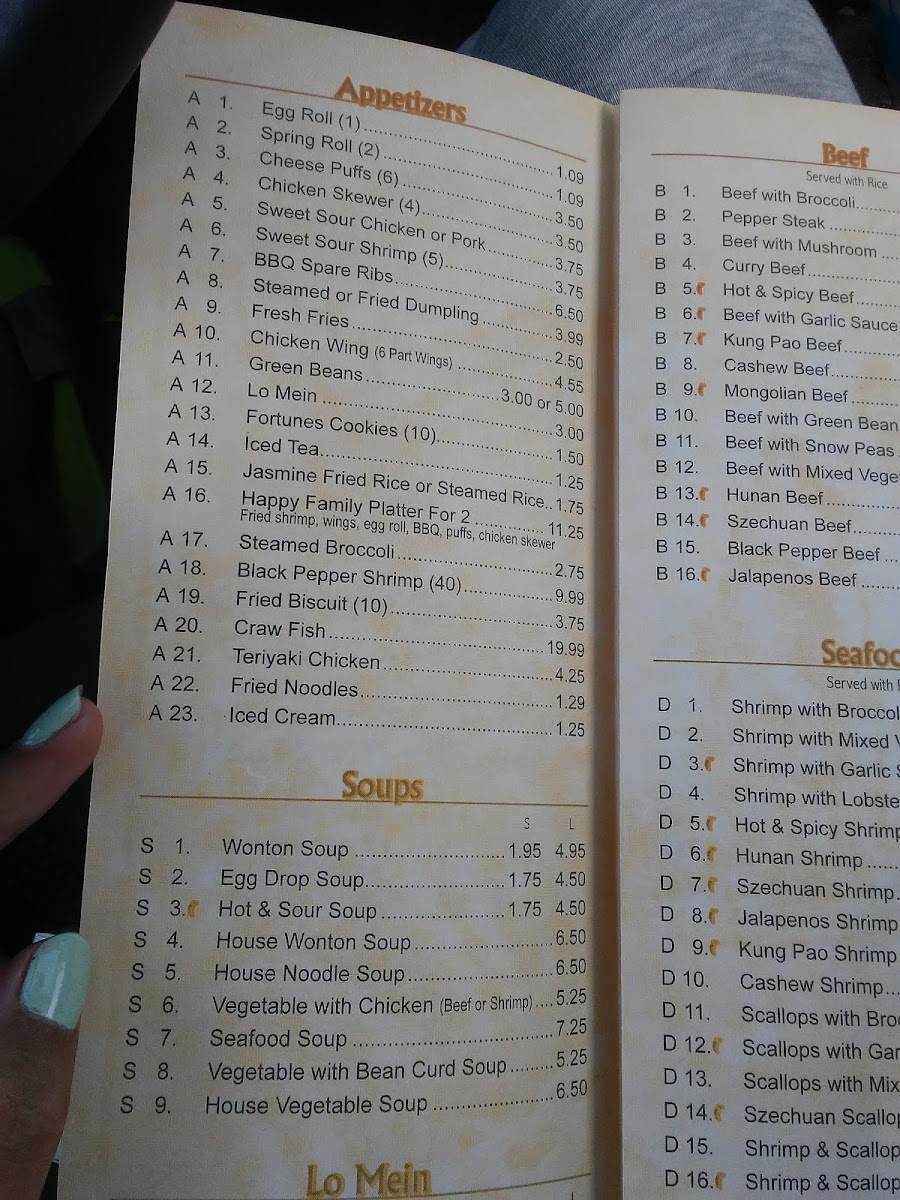 Appetizers
A 1. Egg Roll (1) 1.09
A 2. Spring Roll (2) 1.09
A 3. Cheese Puffs (6) 3.50
A 4. Chicken Skewer (4) 3.50
A 5. Sweet Sour Chicken or Pork 3.75
A 6. Sweet Sour Shrimp (5) 3.75
A 7. BBQ Spare Ribs 6.50
A 8. Steamed or Fried Dumpling 3.99
A 9. Fresh Fries 2.50
A 10. Chicken Wing (6 Part Wings) 4.55
A 11. Green Beans 3.00 or 5.00
A 12. Lo Mein 3.00
A 13. Fortunes Cookies (10) 1.50
A 14. Iced Tea 1.25
A 15. Jasmine Fried Rice or Steamed Rice 1.75
A 16. Happy Family Platter For 2 11.25
Fried shrimp, wings, egg roll, BBQ, puffs, chicken skewer
A 17. Steamed Broccoli 2.75
A 18. Black Pepper Shrimp (40) 9.99
A 19. Fried Biscuit (10) 3.75
A 20. Craw Fish 19.99
A 21. Teriyaki Chicken 4.25
A 22. Fried Noodles 1.29
A 23. Iced Cream 1.25
Soups
S L
S 1. Wonton Soup 1.95 4.95
S 2. Egg Drop Soup 1.75 4.50
S 3. Hot & Sour Soup 1.75 4.50
S 4. House Wonton Soup 6.50
S 5. House Noodle Soup 6.50
S 6. Vegetable with Chicken (Beef or Shrimp) 5.25
S 7. Seafood Soup 7.25
S 8. Vegetable with Bean Curd Soup 5.25
S 9. House Vegetable Soup 6.50
Lo Mein
Beef
Served with Rice
B 1. Beef with Broccoli
B 2. Pepper Steak
B 3. Beef with Mushroom
B 4. Curry Beef
B 5. Hot & Spicy Beef
B 6. Beef with Garlic Sauce
B 7. Kung Pao Beef
B 8. Cashew Beef
B 9. Mongolian Beef
B 10. Beef with Green Bean
B 11. Beef with Snow Peas
B 12. Beef with Mixed Vege
B 13. Hunan Beef
B 14. Szechuan Beef
B 15. Black Pepper Beef
B 16. Jalapenos Beef
Seafoo
Served with
D 1. Shrimp with Broccol
D 2. Shrimp with Mixed V
D 3. Shrimp with Garlic S
D 4. Shrimp with Lobste
D 5. Hot & Spicy Shrimp
D 6. Hunan Shrimp
D 7. Szechuan Shrimp
D 8. Jalapenos Shrimp
D 9. Kung Pao Shrimp
D 10. Cashew Shrimp
D 11. Scallops with Bro
D 12. Scallops with Gar
D 13. Scallops with Mix
D 14. Szechuan Scallop
D 15. Shrimp & Scallop
D 16. Shrimp & Scallo